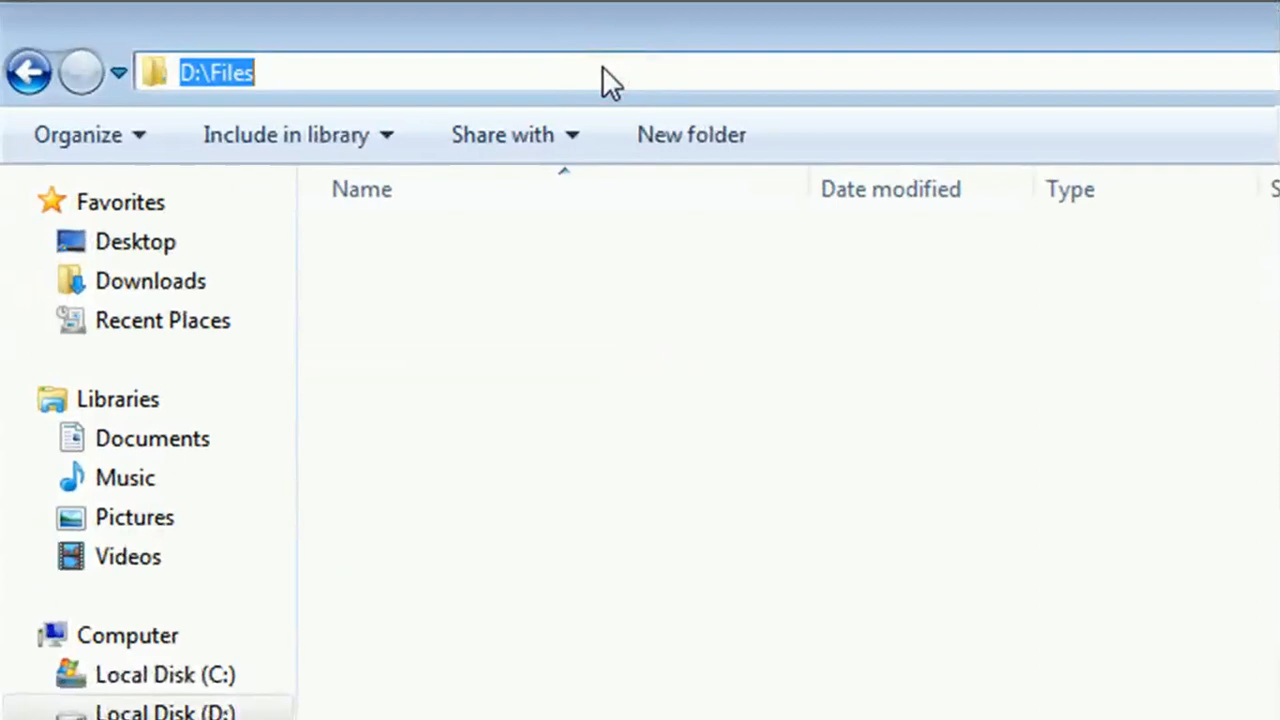 D:\Files
Organize Include in library Share with New folder
Name Date modified Type
Favorites
Desktop
Downloads
Recent Places
Libraries
Documents
Music
Pictures
Videos
Computer
Local Disk (C:)
Local Disk (D:)